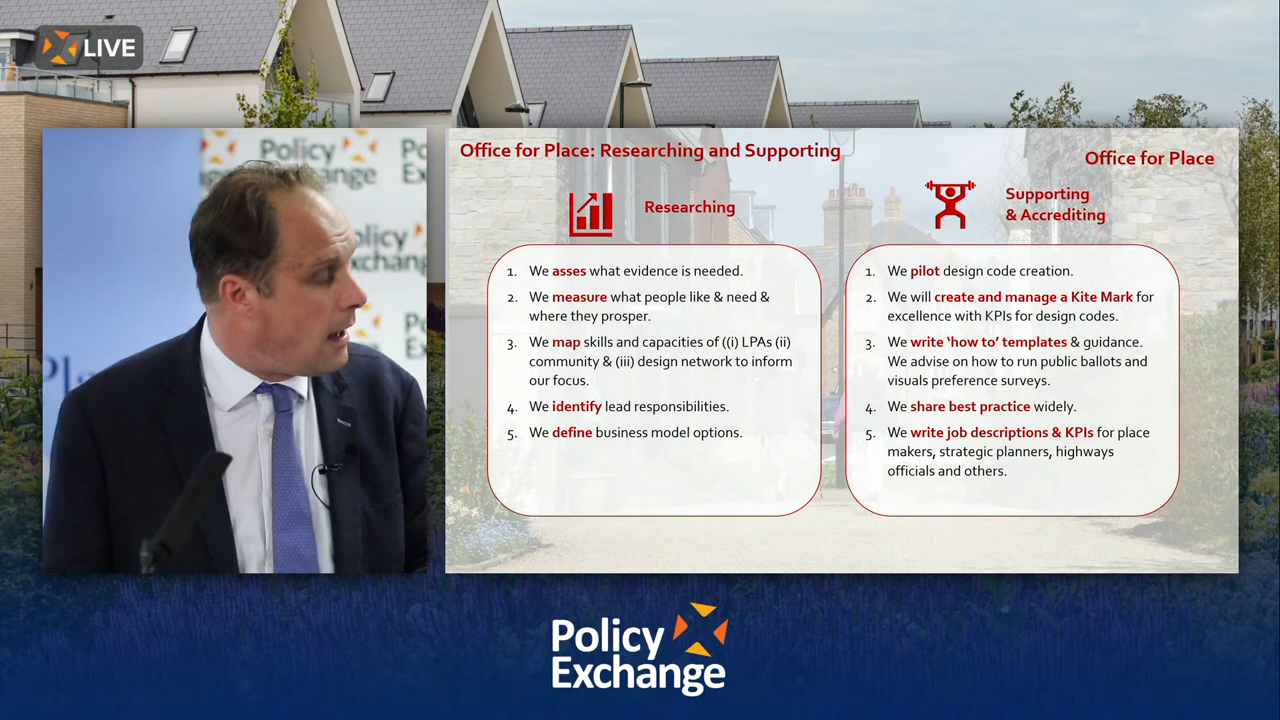 LIVE
Policy
Exchange
Po
Ex
olicy
xchang
Office for Place: Researching and Supporting
Office for Place
Researching
1. We asses what evidence is needed.
2. We measure what people like & need &
where they prosper.
3. We map skills and capacities of ((i) LPAs (ii)
community & (iii) design network to inform
our focus.
4. We identify lead responsibilities.
5. We define business model options.
Supporting
& Accrediting
1. We pilot design code creation.
2. We will create and manage a Kite Mark for
excellence with KPIs for design codes.
3. We write ‘how to’ templates & guidance.
We advise on how to run public ballots and
visuals preference surveys.
4. We share best practice widely.
5. We write job descriptions & KPIs for place
makers, strategic planners, highways
officials and others.
Policy
Exchange